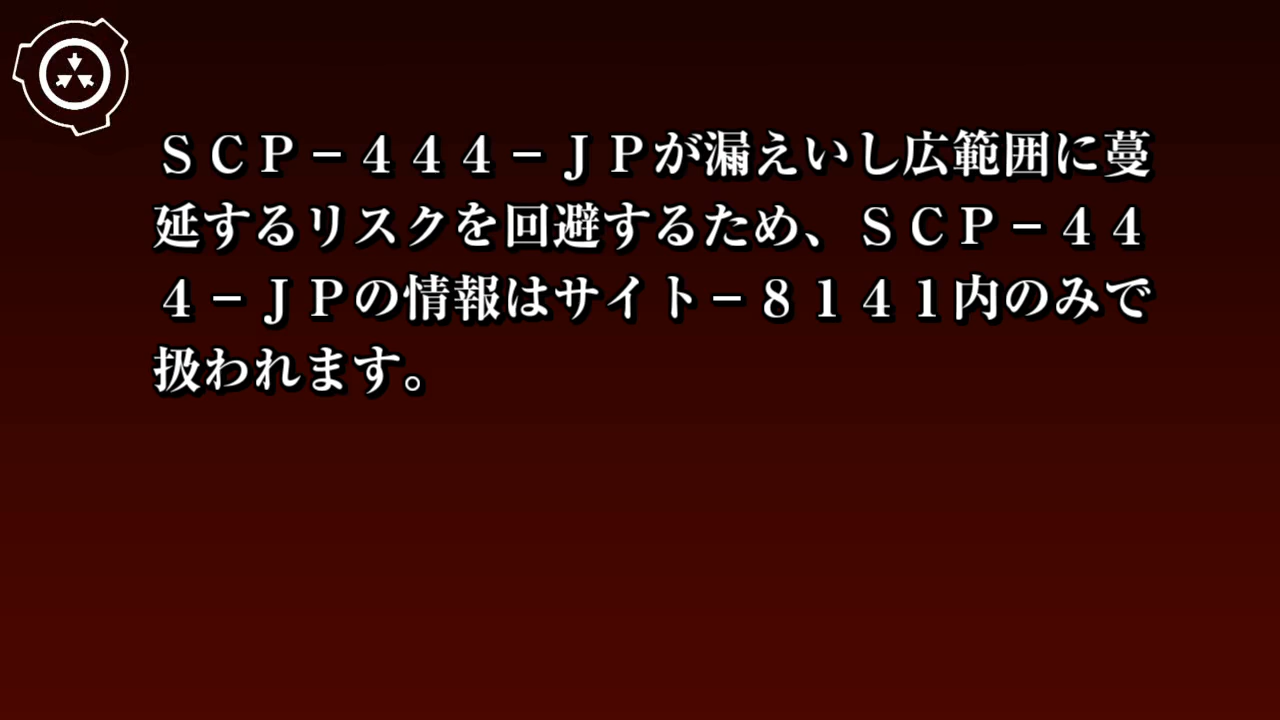 ＳＣＰ－４４４－ＪＰが漏えいし広範囲に蔓
延するリスクを回避するため、ＳＣＰ－４４
４－ＪＰの情報はサイト－８１４１内のみで
扱われます。